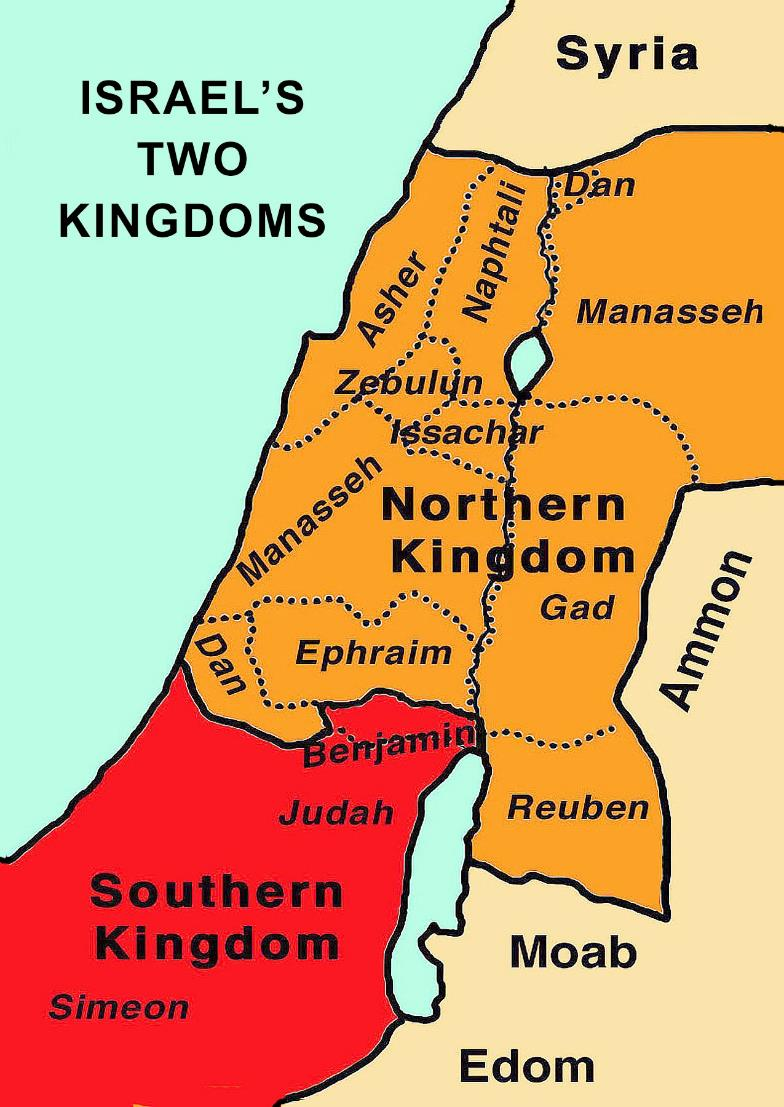 ISRAEL’S
TWO
KINGDOMS
Syria
Dan
Naphtali
Asher
Manasseh
Zebulun
Issachar
Manasseh
Northern
Kingdom
Gad
Ammon
Dan
Ephraim
Benjamin
Judah
Reuben
Southern
Kingdom
Moab
Simeon
Edom